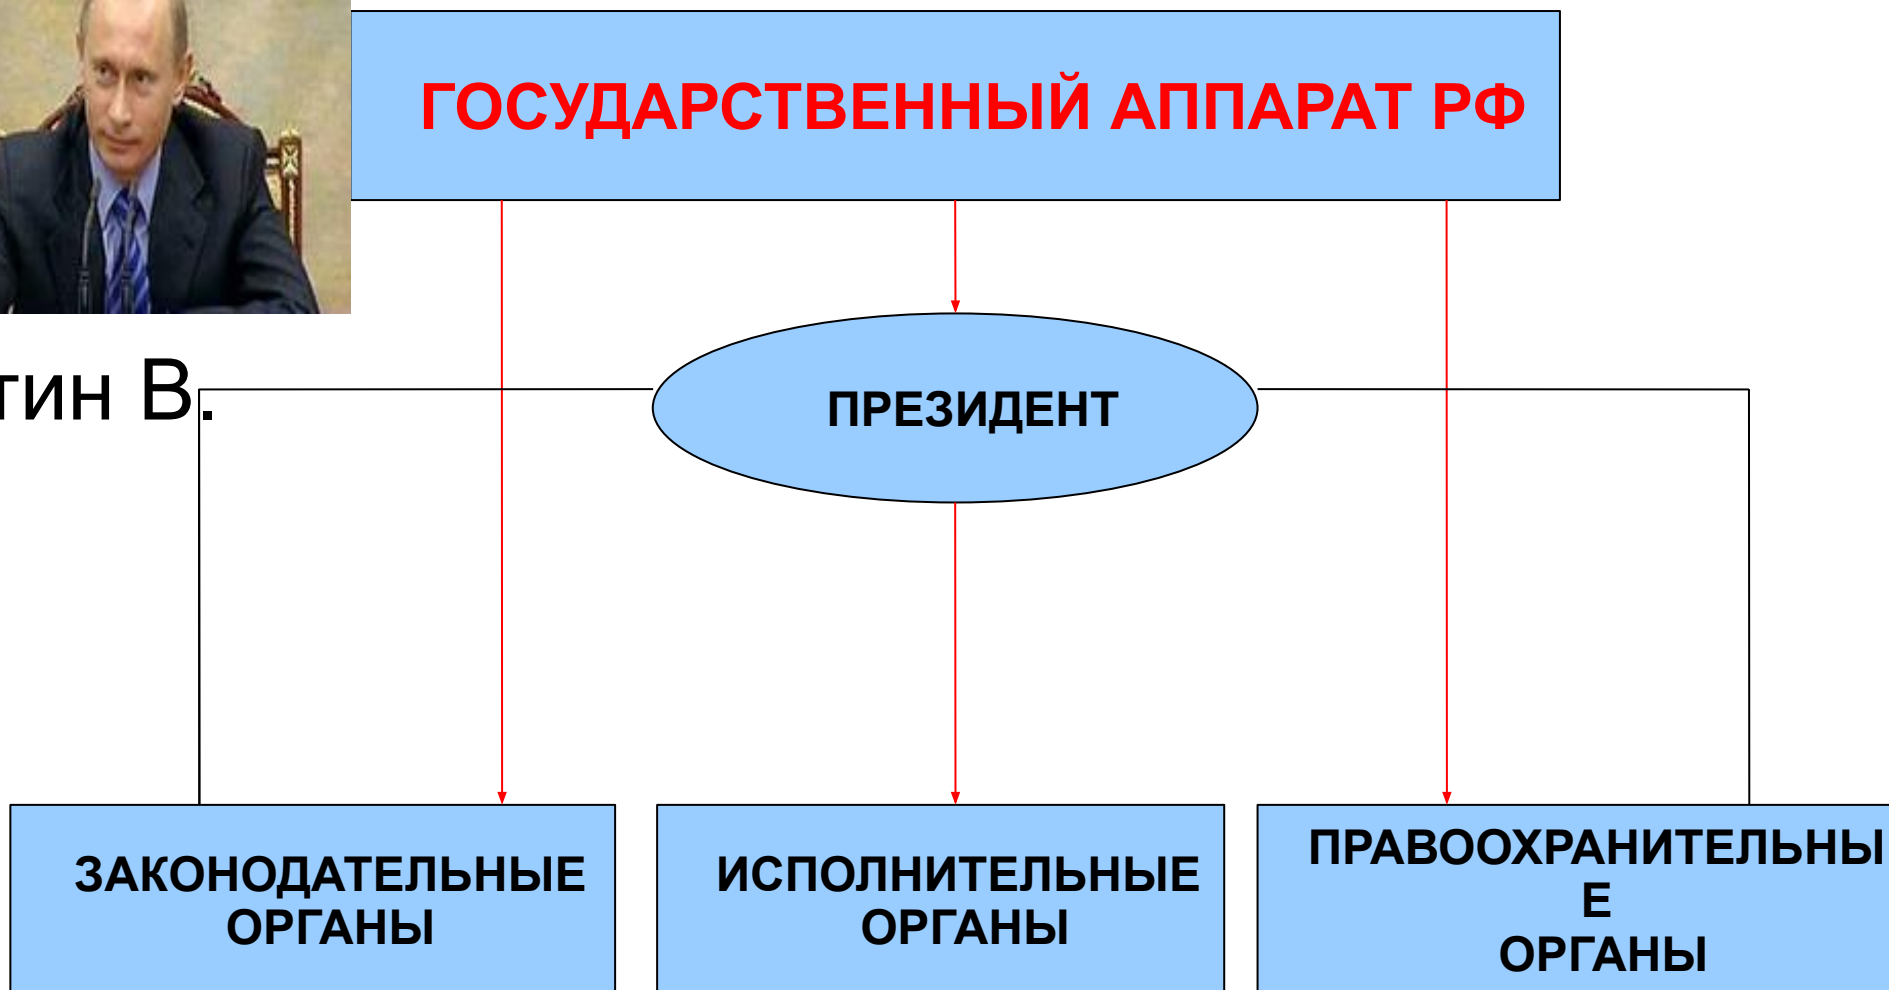 ГОСУДАРСТВЕННЫЙ АППАРАТ РФ
тин В.
ПРЕЗИДЕНТ
ЗАКОНОДАТЕЛЬНЫЕ
ОРГАНЫ
ИСПОЛНИТЕЛЬНЫЕ
ОРГАНЫ
ПРАВООХРАНИТЕЛЬНЫ
Е
ОРГАНЫ